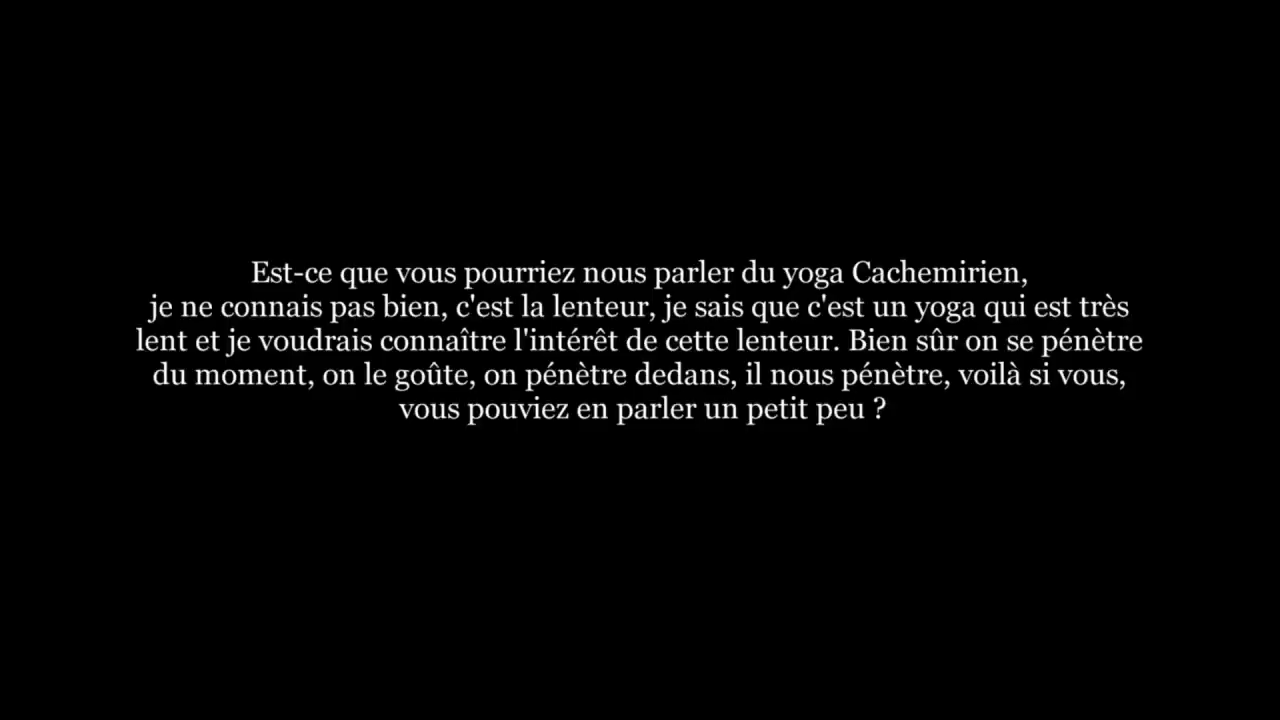 Est-ce que vous pourriez nous parler du yoga Cachemirien,
je ne connais pas bien, c'est la lenteur, je sais que c'est un yoga qui est très
lent et je voudrais connaître l'intérêt de cette lenteur. Bien sûr on se pénètre
du moment, on le goûte, on pénètre dedans, il nous pénètre, voilà si vous,
vous pouviez en parler un petit peu ?